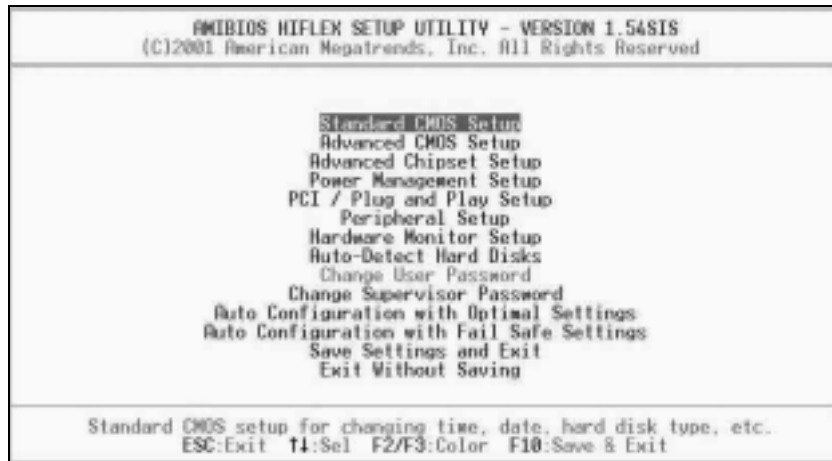 AMIBIOS HIFLEX SETUP UTILITY - VERSION 1.54SIS
(C)2001 American Megatrends, Inc. All Rights Reserved
Standard CMOS Setup
Advanced CMOS Setup
Advanced Chipset Setup
Power Management Setup
PCI / Plug and Play Setup
Peripheral Setup
Hardware Monitor Setup
Auto-Detect Hard Disks
Change User Password
Change Supervisor Password
Auto Configuration with Optimal Settings
Auto Configuration with Fail Safe Settings
Save Settings and Exit
Exit Without Saving
Standard CMOS setup for changing time, date, hard disk type, etc.
ESC:Exit ↑↓:Sel F2/F3:Color F10:Save & Exit